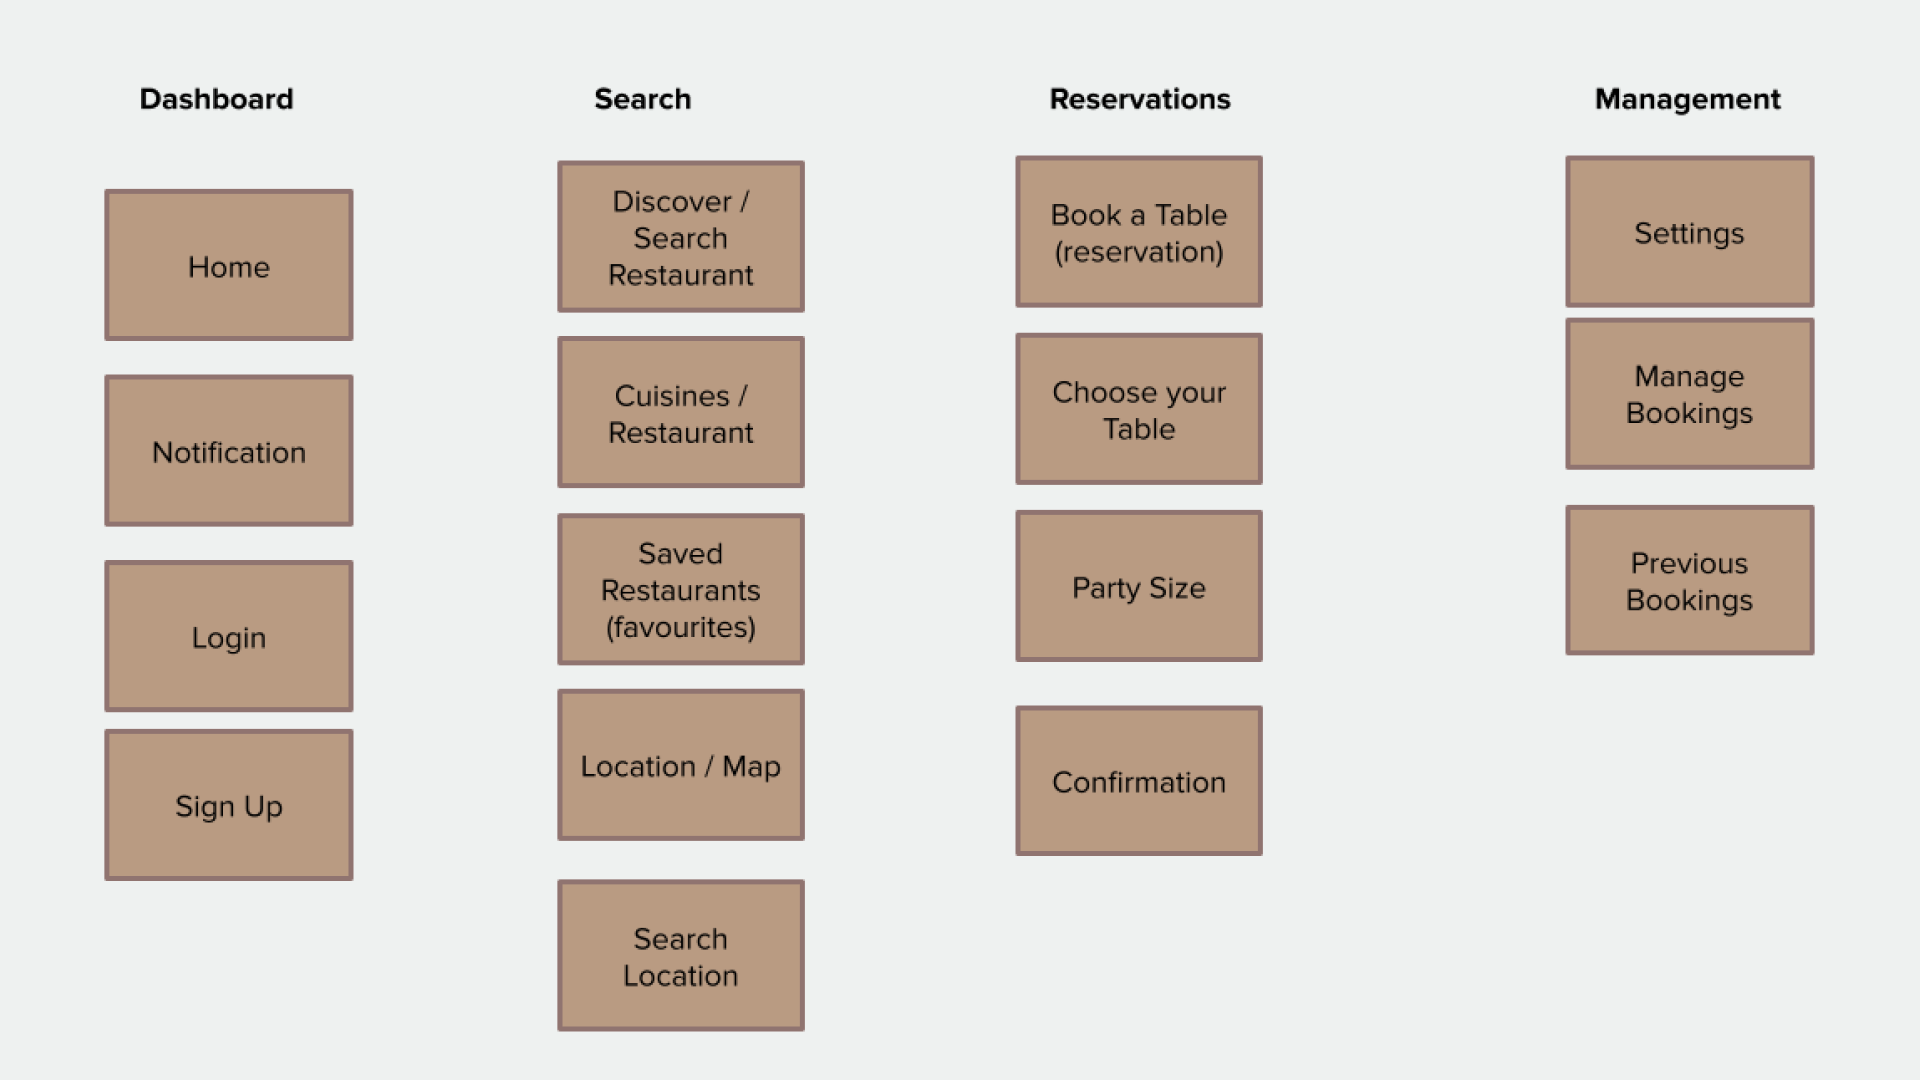 Dashboard
Home
Notification
Login
Sign Up
Search
Discover /
Search
Restaurant
Cuisines /
Restaurant
Saved
Restaurants
(favourites)
Location / Map
Search
Location
Reservations
Book a Table
(reservation)
Choose your
Table
Party Size
Confirmation
Management
Settings
Manage
Bookings
Previous
Bookings